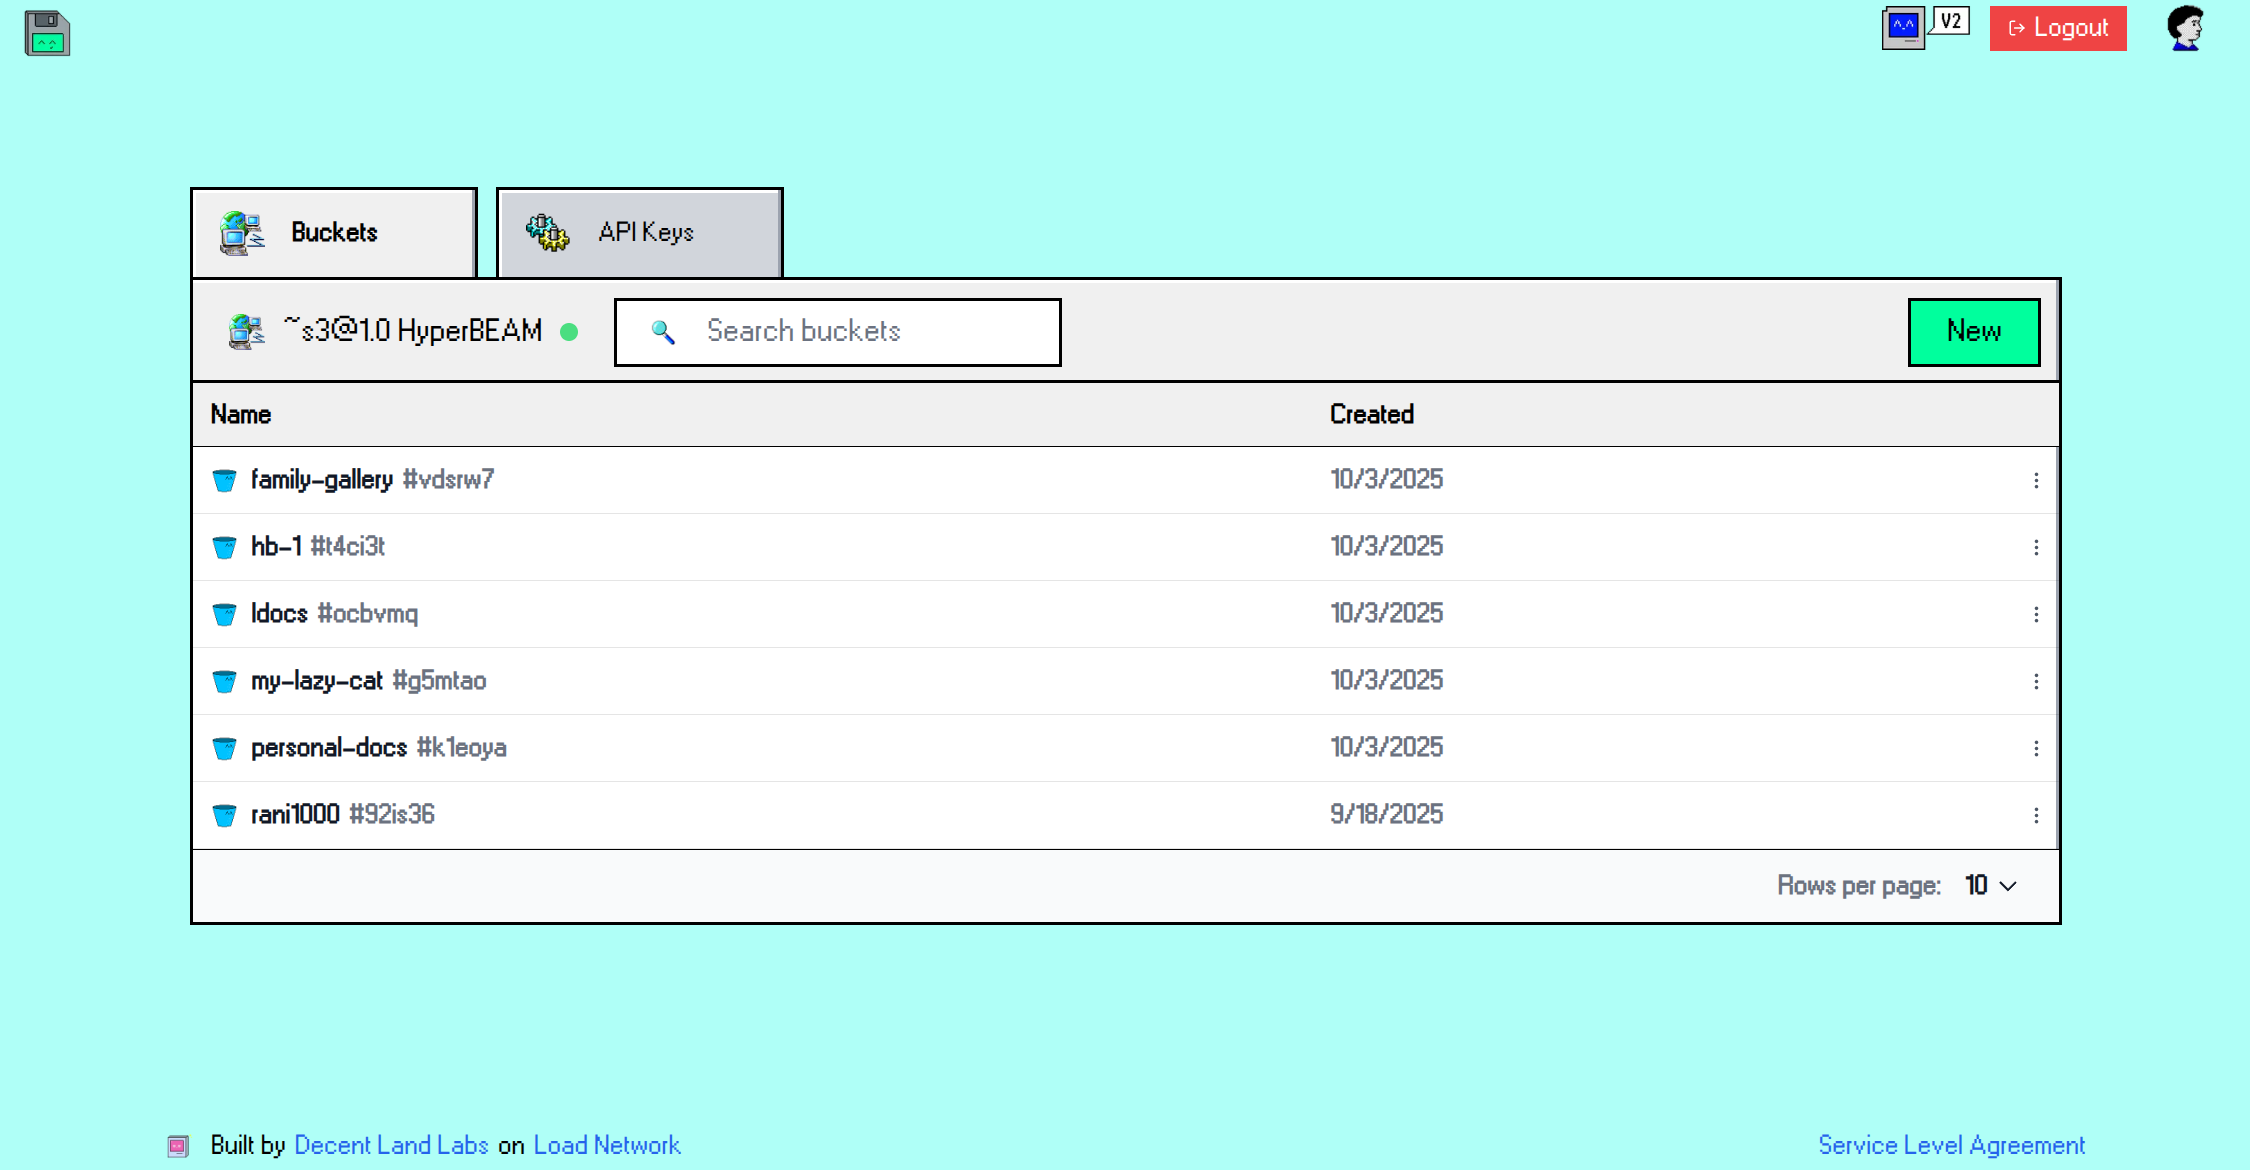 V2
Logout
Buckets
API Keys
~s3@1.0 HyperBEAM
Search buckets
New
Name Created
family-gallery #vdsrw7 10/3/2025
hb-1 #t4ci3t 10/3/2025
ldocs #ocbvmq 10/3/2025
my-lazy-cat #g5mtao 10/3/2025
personal-docs #k1eoya 10/3/2025
rani1000 #92is36 9/18/2025
Rows per page: 10
Built by Decent Land Labs on Load Network
Service Level Agreement